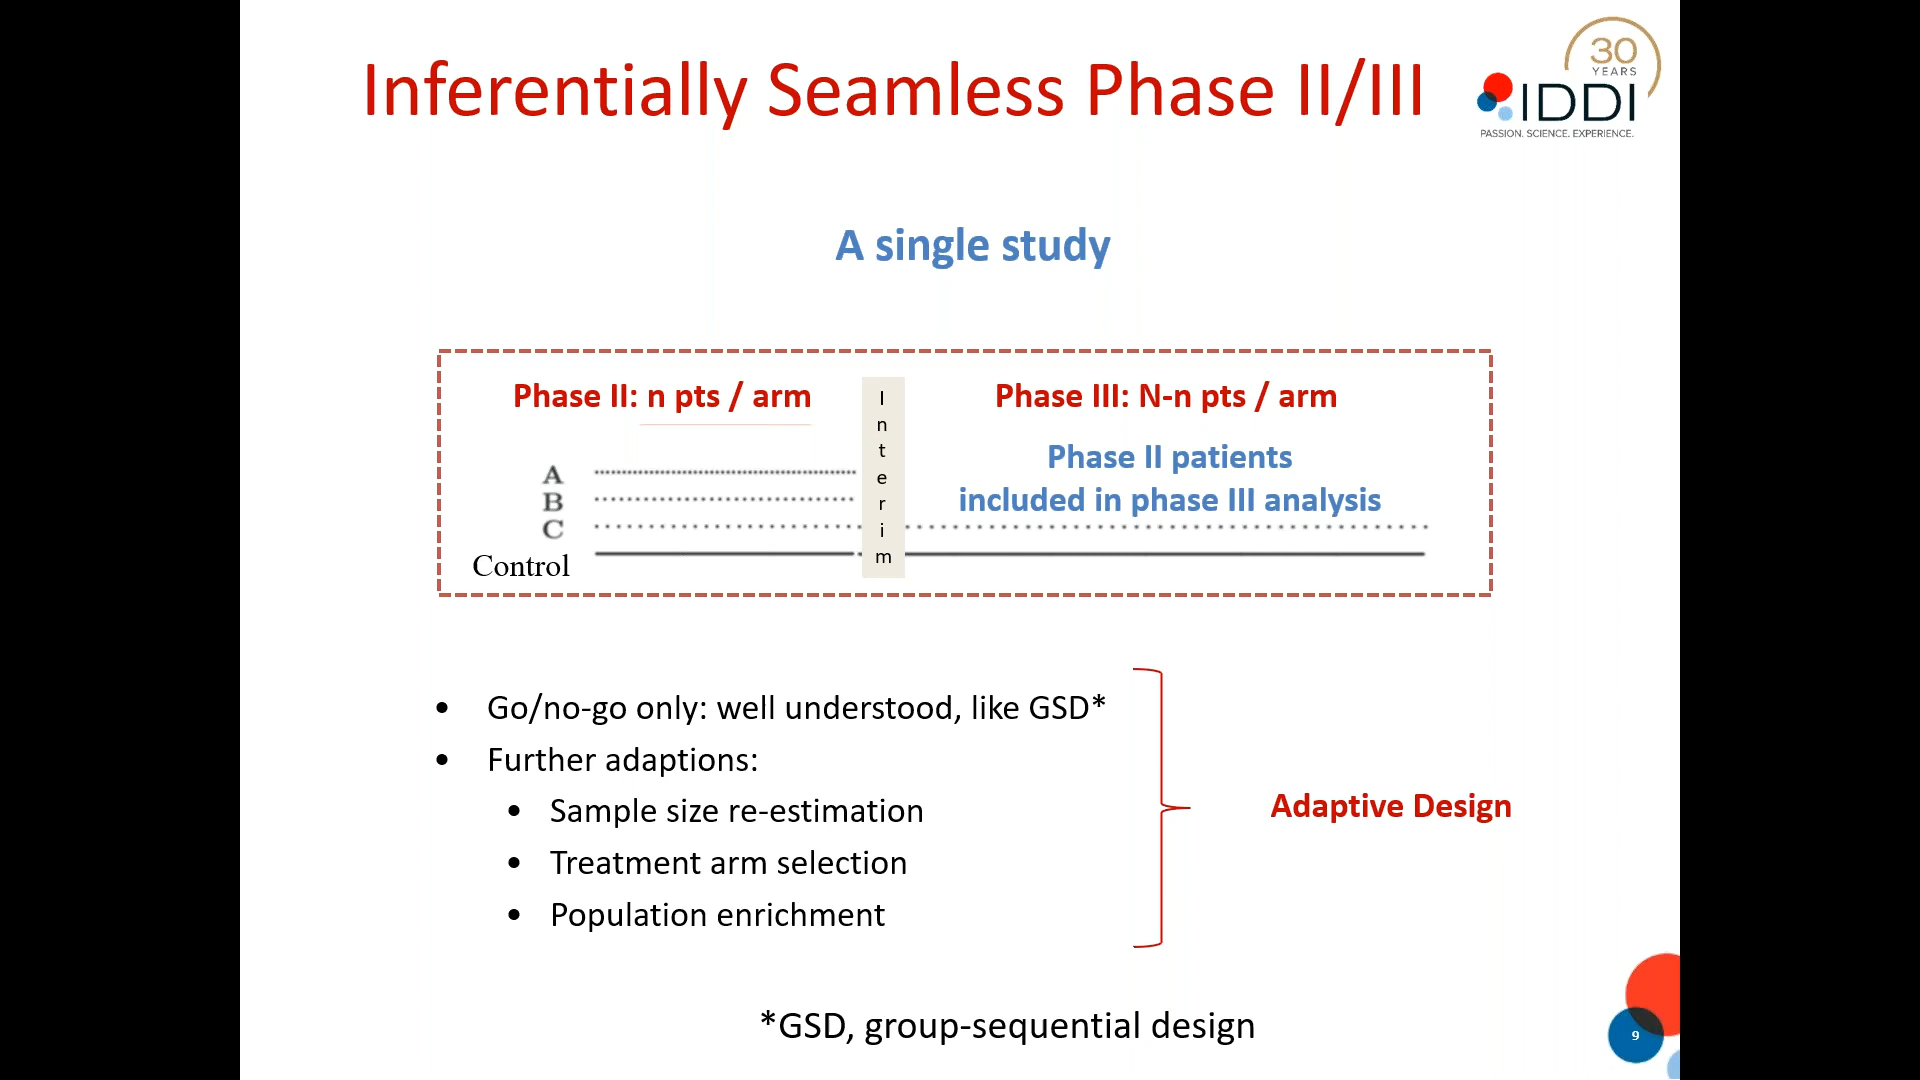 Inferentially Seamless Phase II/III
30
YEARS
IDDI
PASSION. SCIENCE. EXPERIENCE.
A single study
Phase II: n pts / arm
Interim
Phase III: N-n pts / arm
Phase II patients
included in phase III analysis
A
B
C
Control
• Go/no-go only: well understood, like GSD*
• Further adaptions:
• Sample size re-estimation
• Treatment arm selection
• Population enrichment
Adaptive Design
*GSD, group-sequential design
9